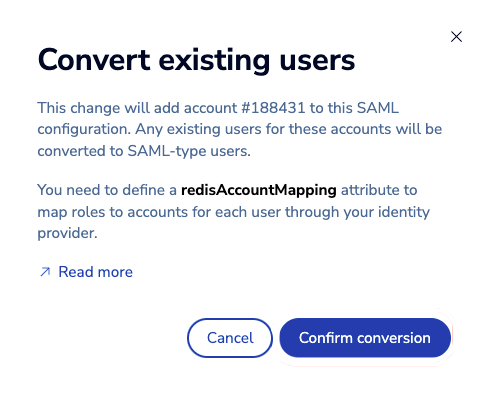 Convert existing users
This change will add account #188431 to this SAML
configuration. Any existing users for these accounts will be
converted to SAML-type users.
You need to define a redisAccountMapping attribute to
map roles to accounts for each user through your identity
provider.
Read more
Cancel
Confirm conversion